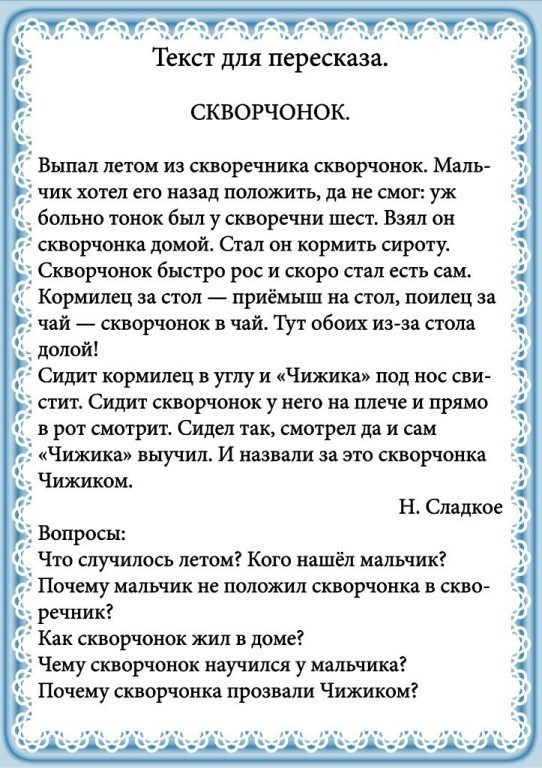 Текст для пересказа.
СКВОРЧОНОК.
Выпал летом из скворечника скворчонок. Маль-
чик хотел его назад положить, да не смог: уж
больно тонок был у скворечни шест. Взял он
скворчонка домой. Стал он кормить сироту.
Скворчонок быстро рос и скоро стал есть сам.
Кормилец за стол — приёмыш на стол, поилец за
чай — скворчонок в чай. Тут обоих из-за стола
долой!
Сидит кормилец в углу и «Чижика» под нос сви-
стит. Сидит скворчонок у него на плече и прямо
в рот смотрит. Сидел так, смотрел да и сам
«Чижика» выучил. И назвали за это скворчонка
Чижиком.
Н. Сладкое
Вопросы:
Что случилось летом? Кого нашёл мальчик?
Почему мальчик не положил скворчонка в скво-
речник?
Как скворчонок жил в доме?
Чему скворчонок научился у мальчика?
Почему скворчонка прозвали Чижиком?